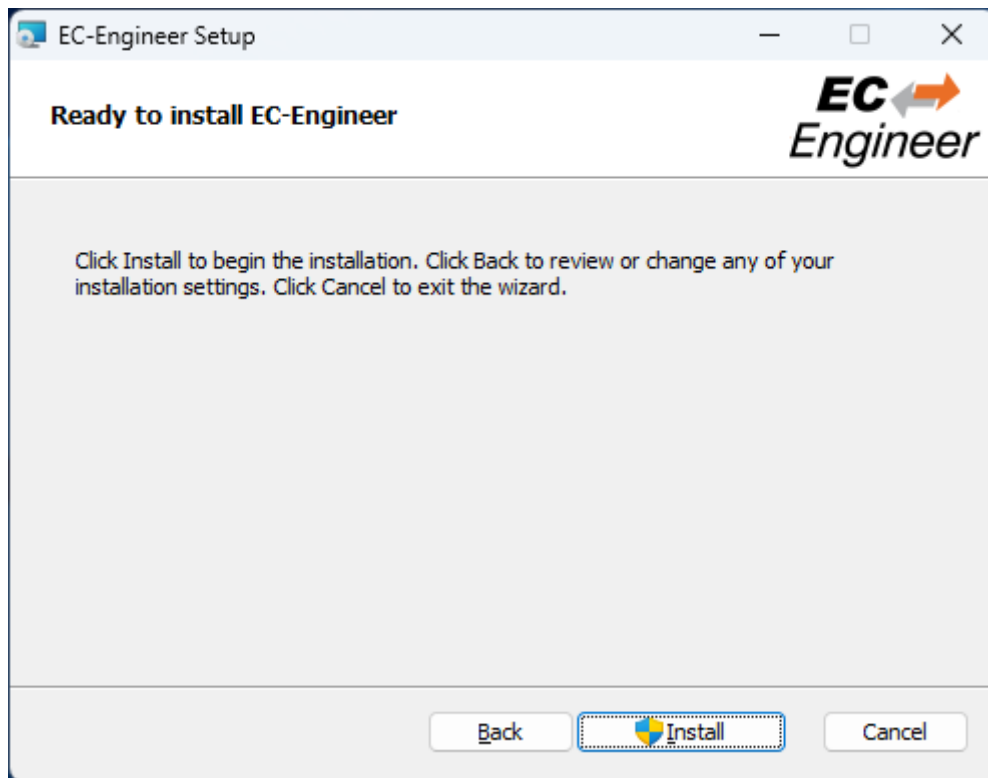 EC-Engineer Setup
Ready to install EC-Engineer
EC
Engineer
Click Install to begin the installation. Click Back to review or change any of your
installation settings. Click Cancel to exit the wizard.
Back
Install
Cancel